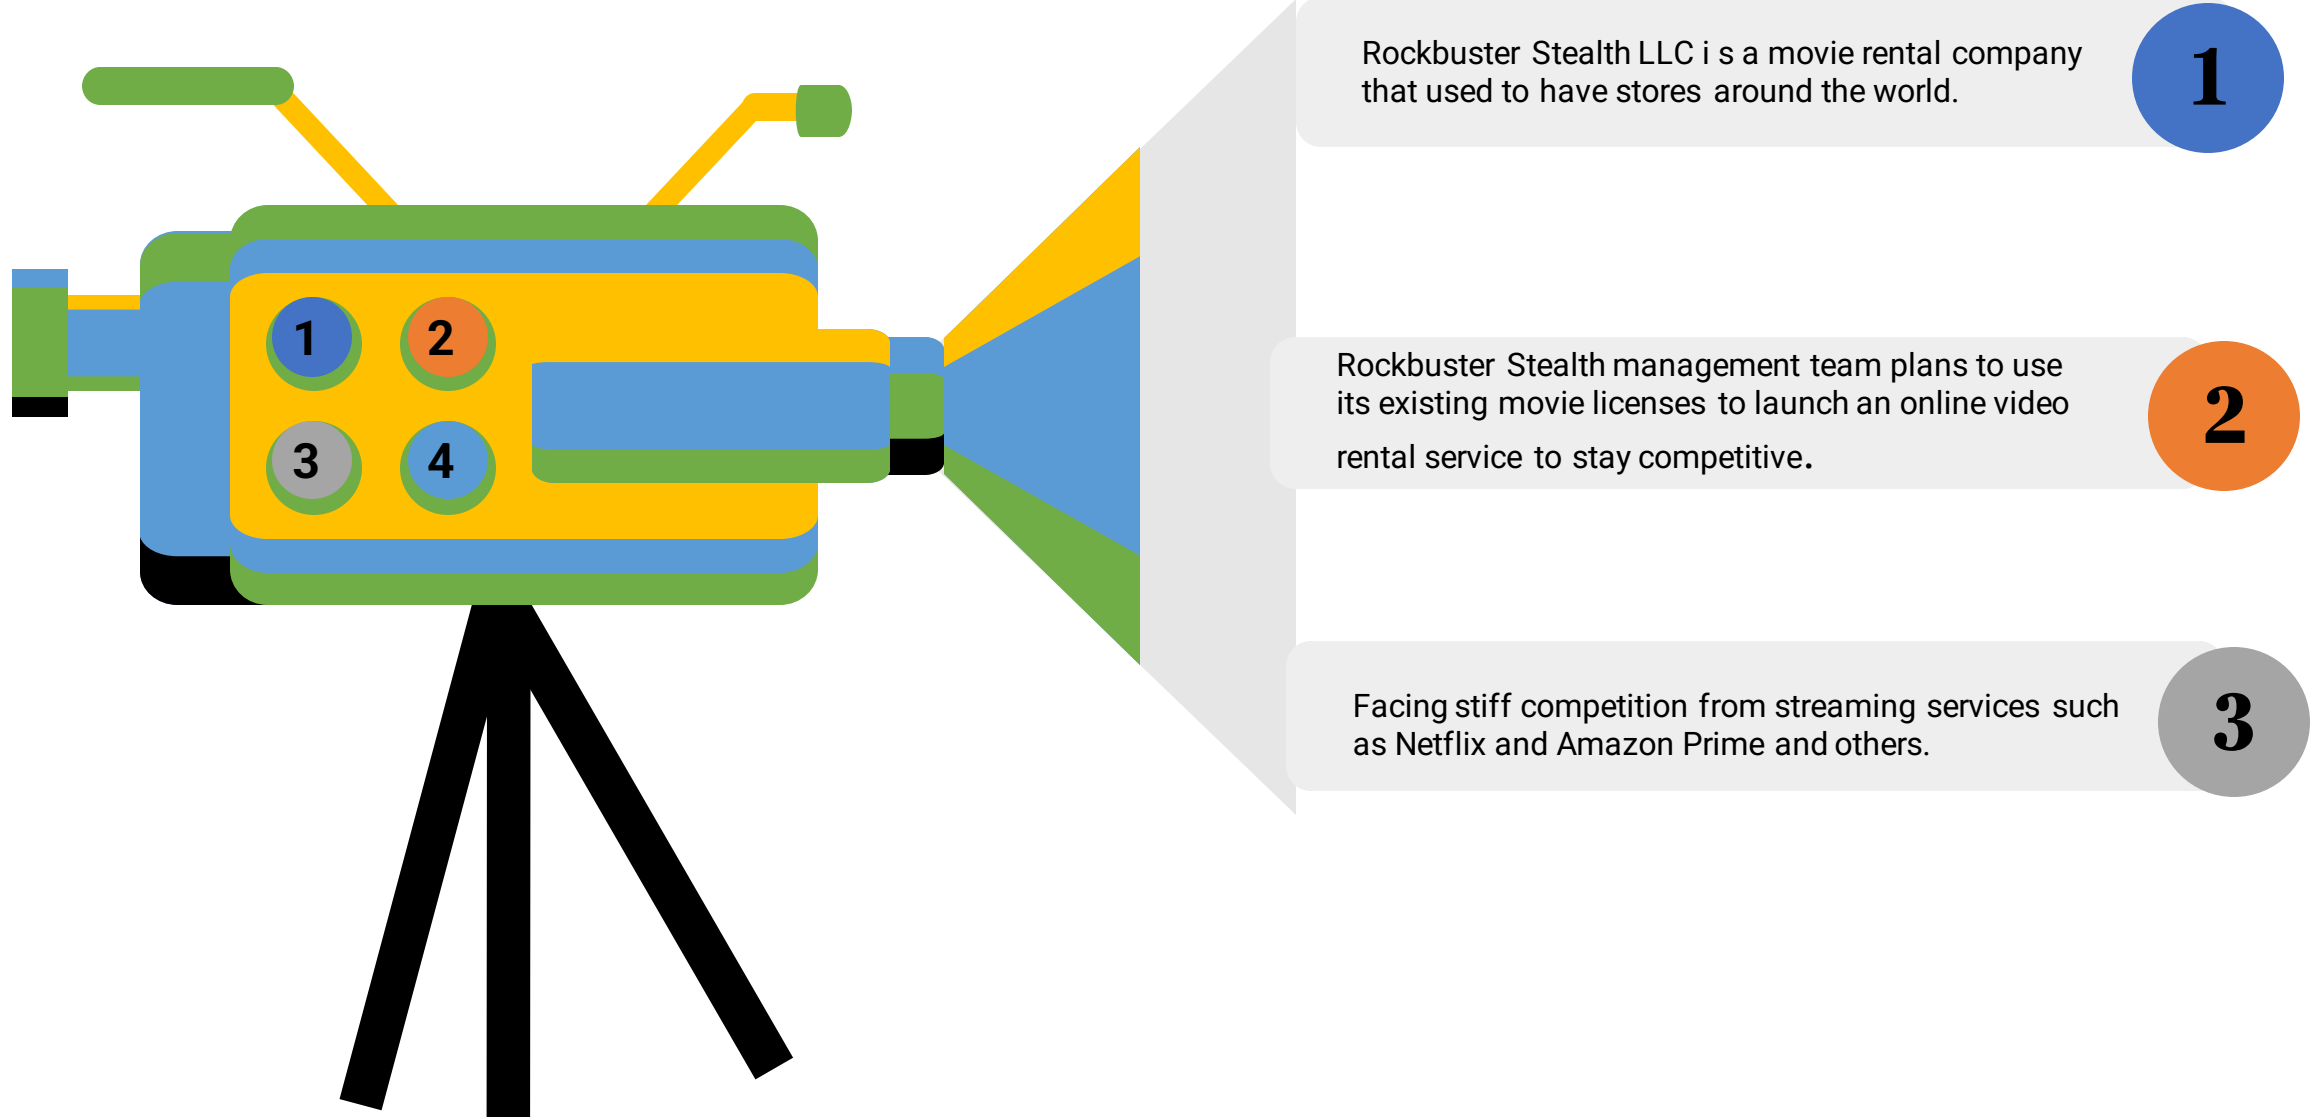 Rockbuster Stealth LLC i s a movie rental company
that used to have stores around the world.
1
Rockbuster Stealth management team plans to use
its existing movie licenses to launch an online video
rental service to stay competitive.
2
Facing stiff competition from streaming services such
as Netflix and Amazon Prime and others.
3
1 2
3 4